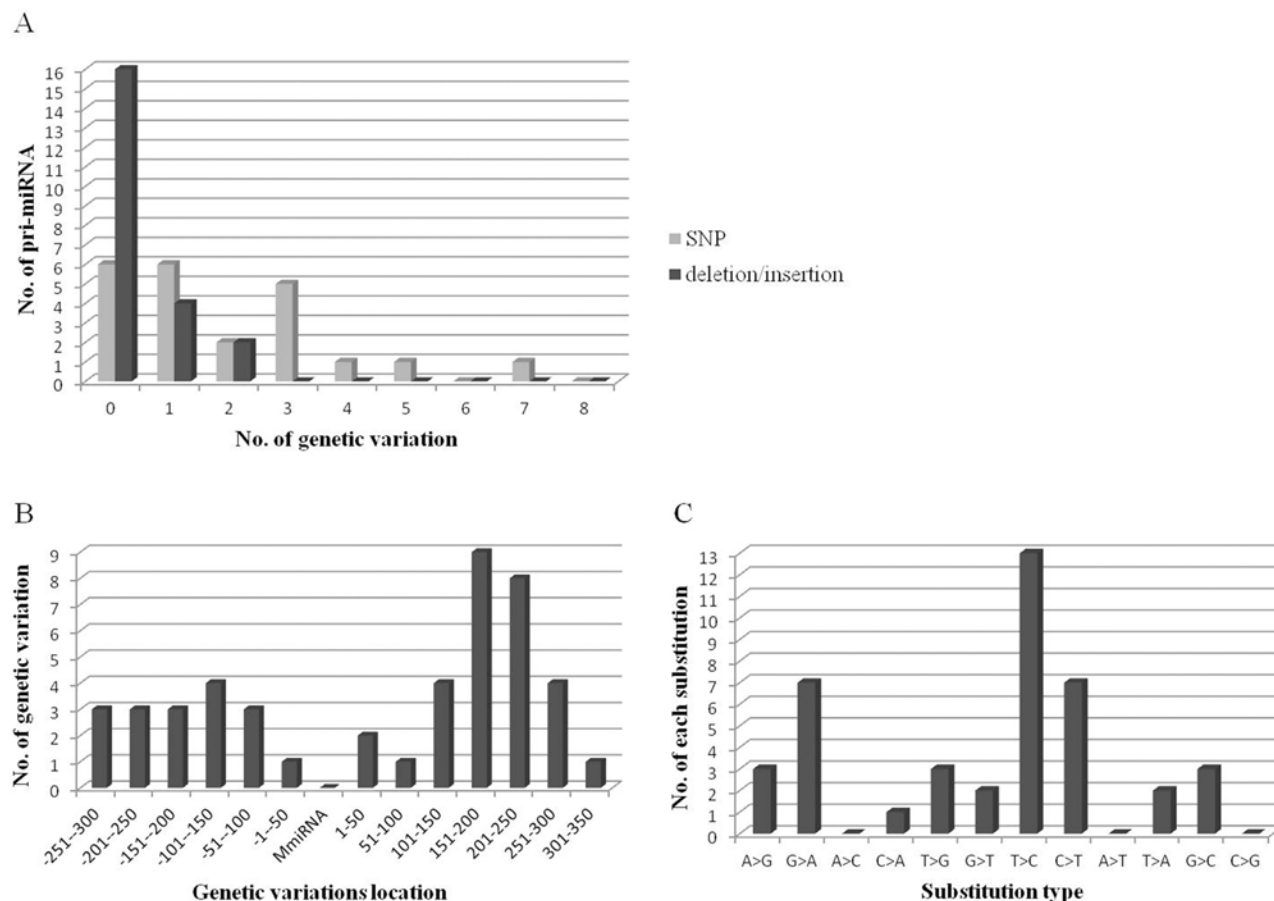 A
16
15
14
13
12
11
10
9
8
7
6
5
4
3
2
1
0
No. of pri-miRNA
0 1 2 3 4 5 6 7 8
No. of genetic variation
SNP
deletion/insertion
B
9
8
7
6
5
4
3
2
1
0
No. of genetic variation
-251--300 -201--250 -151--200 -101--150 -51--100 -1--50 MmiRNA 1-50 51-100 101-150 151-200 201-250 251-300 301-350
Genetic variations location
C
13
12
11
10
9
8
7
6
5
4
3
2
1
0
No. of each substitution
A>G G>A A>C C>A T>G G>T T>C C>T A>T T>A G>C C>G
Substitution type